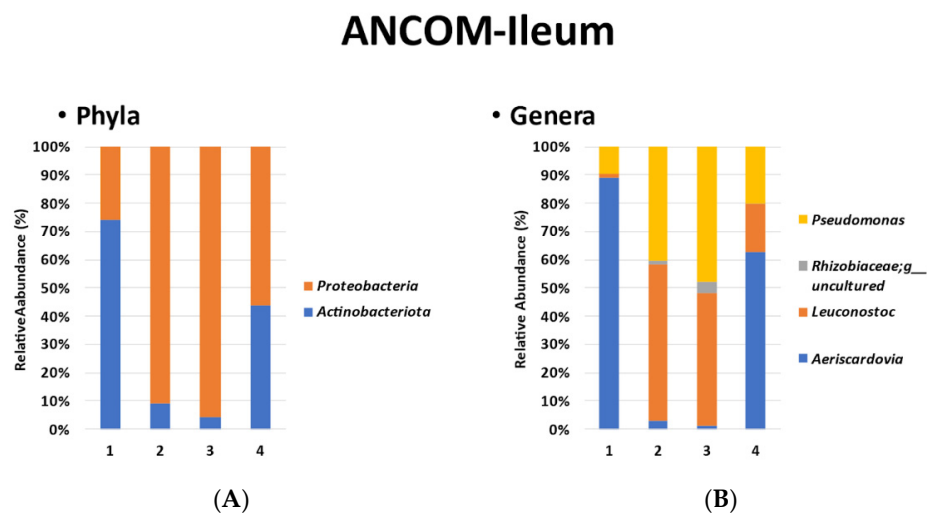 ANCOM-Ileum
• Phyla
100%
90%
80%
70%
60%
50%
40%
30%
20%
10%
0%
RelativeAabundance (%)
1 2 3 4
Proteobacteria
Actinobacteriota
(A)
• Genera
100%
90%
80%
70%
60%
50%
40%
30%
20%
10%
0%
Relative Abundance (%)
1 2 3 4
Pseudomonas
Rhizobiaceae;g__
uncultured
Leuconostoc
Aeriscardovia
(B)